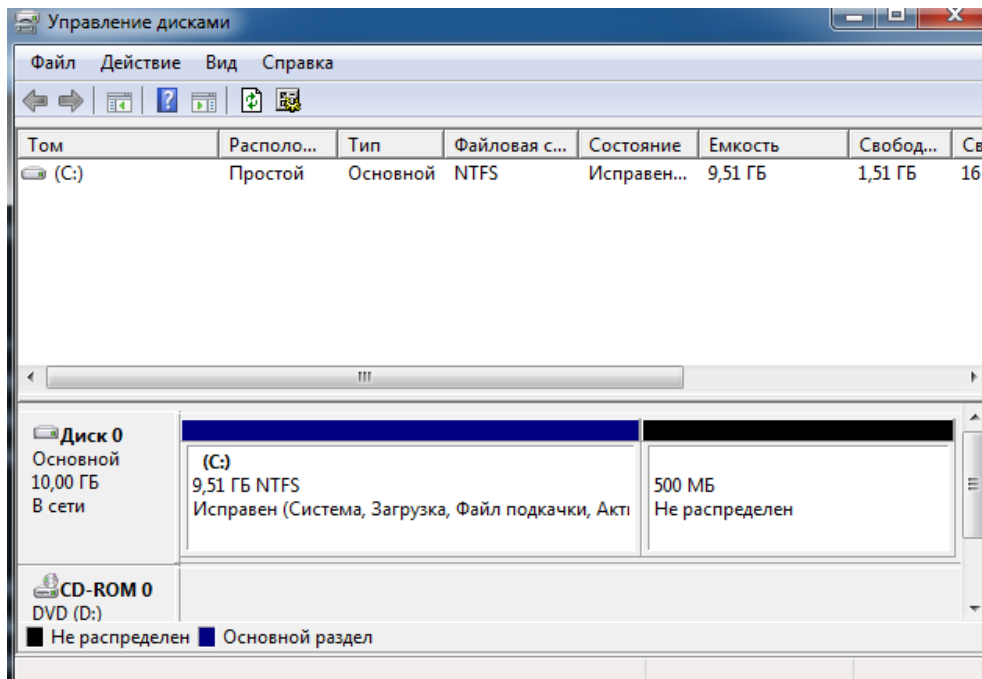 Управление дисками
Файл Действие Вид Справка
Том Располо... Тип Файловая с... Состояние Емкость Свобод... Св
(C:) Простой Основной NTFS Исправен... 9,51 ГБ 1,51 ГБ 16
Диск 0
Основной
10,00 ГБ
В сети
(C:)
9,51 ГБ NTFS
Исправен (Система, Загрузка, Файл подкачки, Акти
500 МБ
Не распределен
CD-ROM 0
DVD (D:)
Не распределен Основной раздел